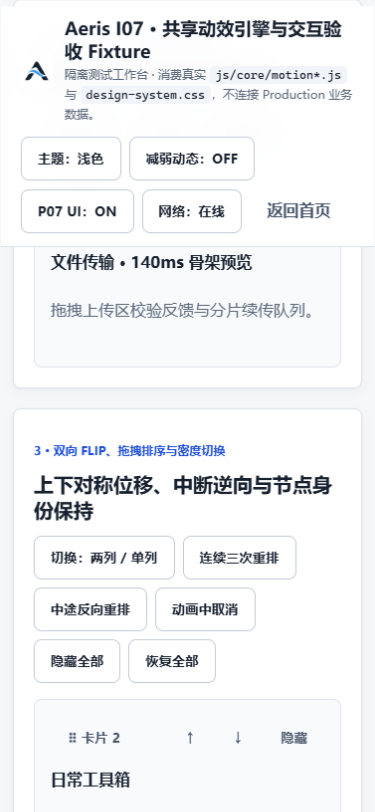 Aeris I07 • 共享动效引擎与交互验
收 Fixture
隔离测试工作台 · 消费真实 js/core/motion*.js
与 design-system.css ，不连接 Production 业务
数据。
主题：浅色
减弱动态：OFF
P07 UI：ON
网络：在线
返回首页
文件传输 • 140ms 骨架预览
拖拽上传区校验反馈与分片续传队列。
3 • 双向 FLIP、拖拽排序与密度切换
上下对称位移、中断逆向与节点身
份保持
切换：两列 / 单列
连续三次重排
中途反向重排
动画中取消
隐藏全部
恢复全部
⠿ 卡片 2
↑
↓
隐藏
日常工具箱